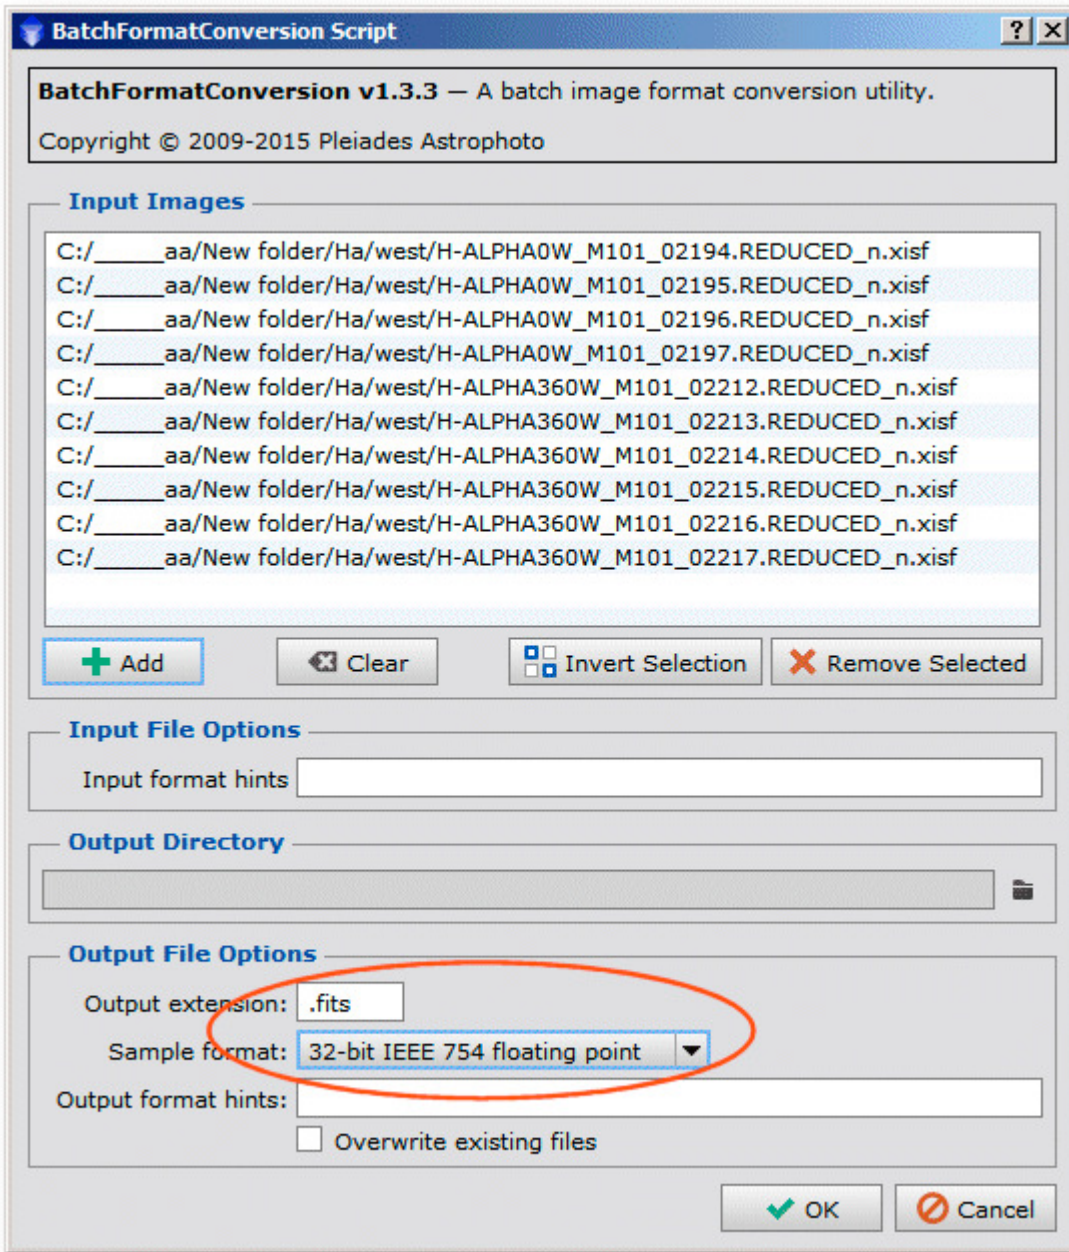 BatchFormatConversion Script
BatchFormatConversion v1.3.3 — A batch image format conversion utility.
Copyright © 2009-2015 Pleiades Astrophoto
Input Images
C:/_____aa/New folder/Ha/west/H-ALPHA0W_M101_02194.REDUCED_n.xisf
C:/_____aa/New folder/Ha/west/H-ALPHA0W_M101_02195.REDUCED_n.xisf
C:/_____aa/New folder/Ha/west/H-ALPHA0W_M101_02196.REDUCED_n.xisf
C:/_____aa/New folder/Ha/west/H-ALPHA0W_M101_02197.REDUCED_n.xisf
C:/_____aa/New folder/Ha/west/H-ALPHA360W_M101_02212.REDUCED_n.xisf
C:/_____aa/New folder/Ha/west/H-ALPHA360W_M101_02213.REDUCED_n.xisf
C:/_____aa/New folder/Ha/west/H-ALPHA360W_M101_02214.REDUCED_n.xisf
C:/_____aa/New folder/Ha/west/H-ALPHA360W_M101_02215.REDUCED_n.xisf
C:/_____aa/New folder/Ha/west/H-ALPHA360W_M101_02216.REDUCED_n.xisf
C:/_____aa/New folder/Ha/west/H-ALPHA360W_M101_02217.REDUCED_n.xisf
Add Clear Invert Selection Remove Selected
Input File Options
Input format hints
Output Directory
Output File Options
Output extension: .fits
Sample format: 32-bit IEEE 754 floating point
Output format hints:
Overwrite existing files
OK Cancel